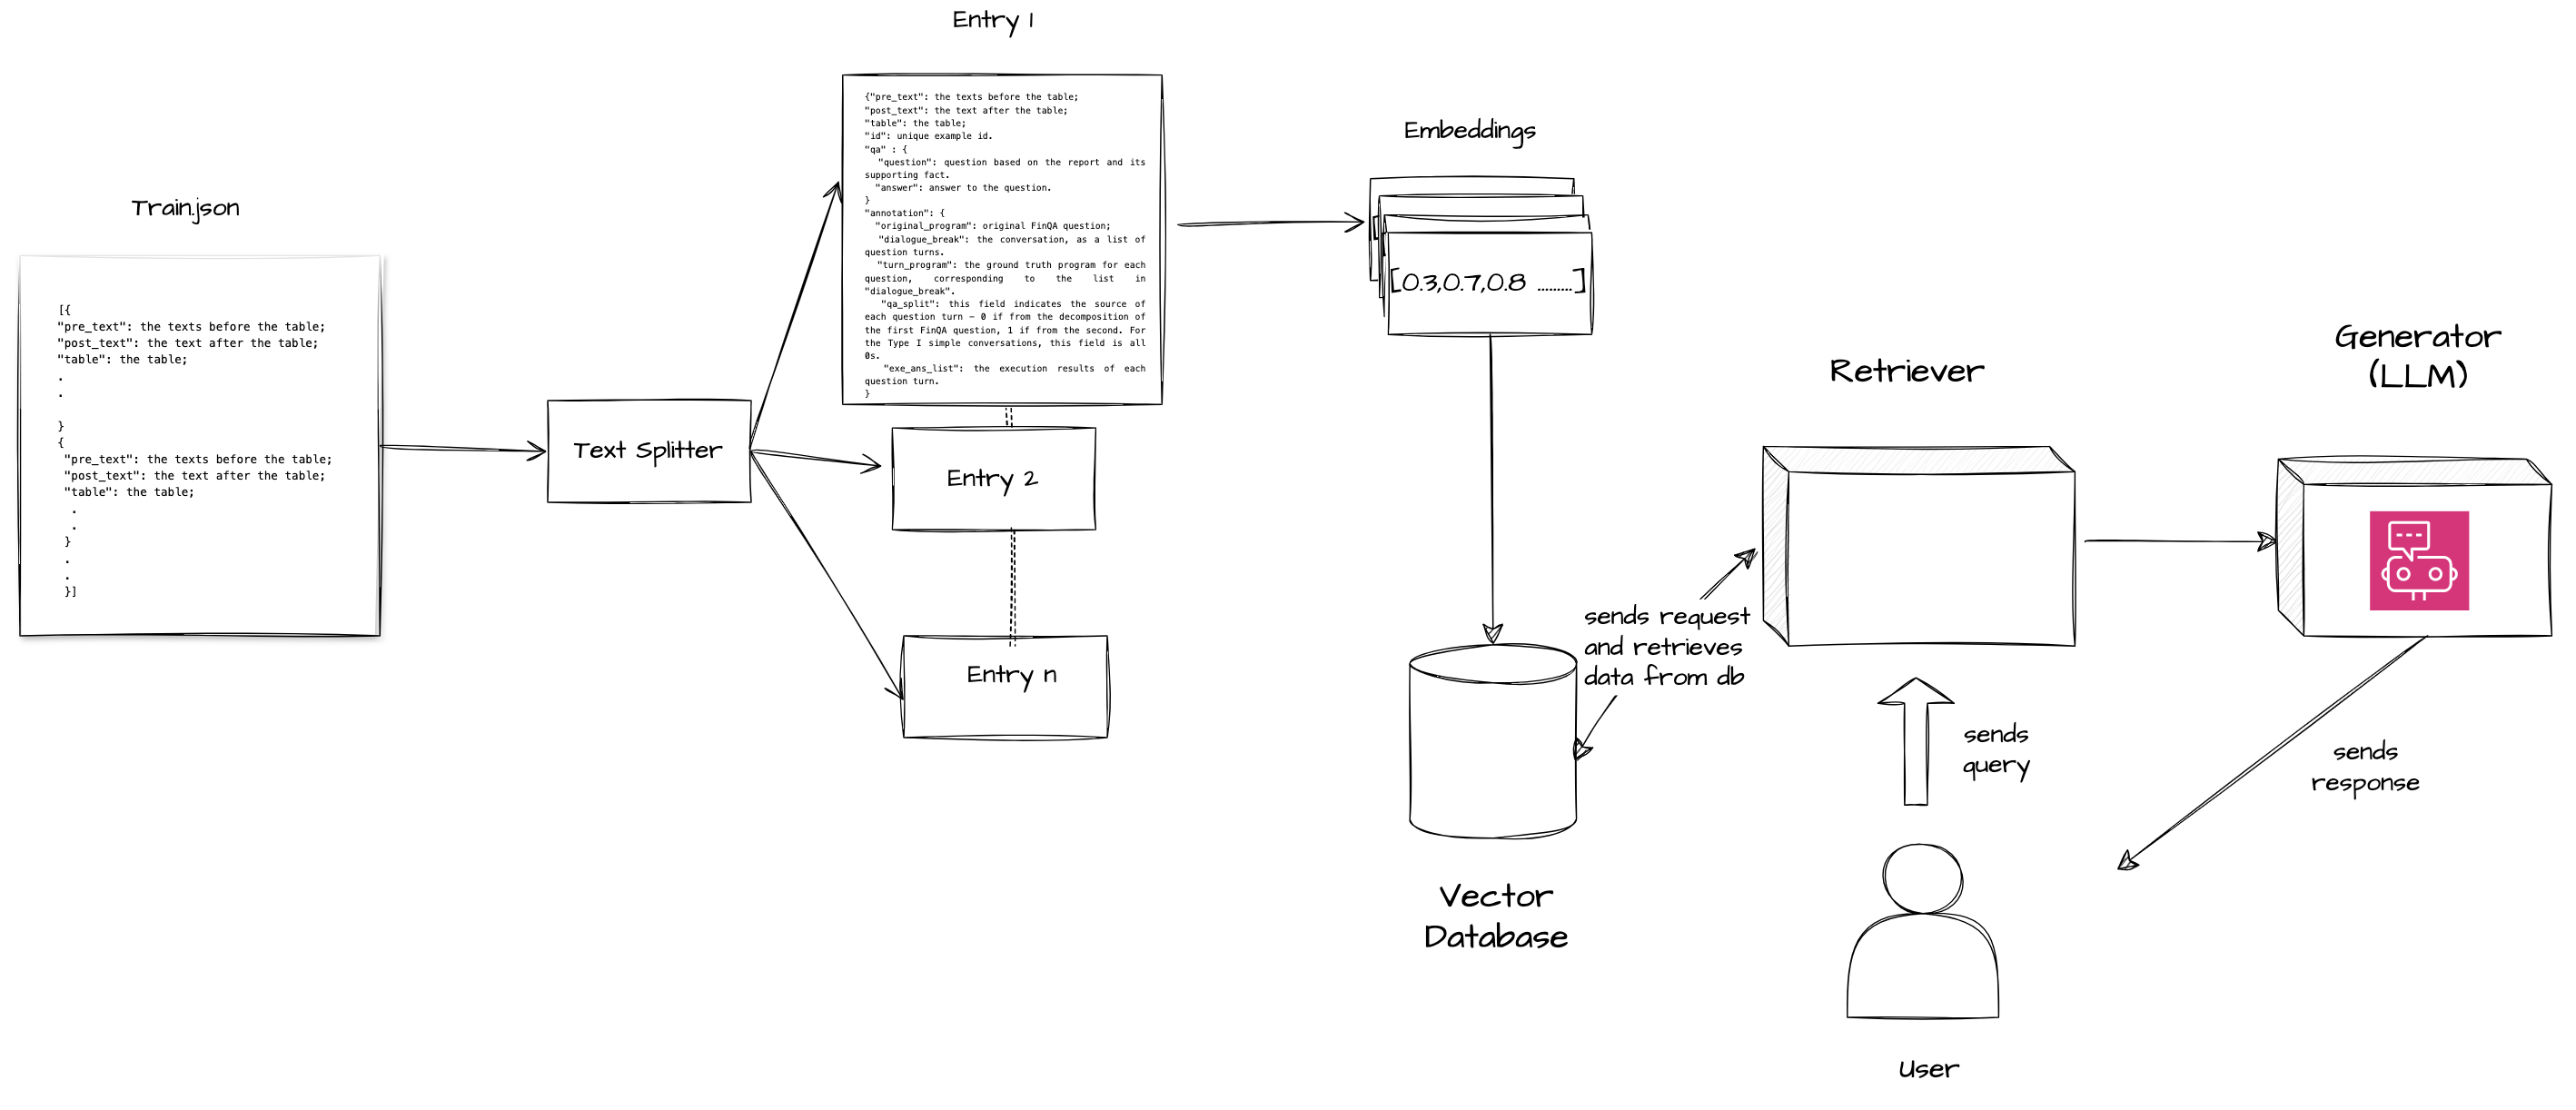 Train.json
[{
"pre_text": the texts before the table;
"post_text": the text after the table;
"table": the table;
.
.
}
{
"pre_text": the texts before the table;
"post_text": the text after the table;
"table": the table;
.
.
}
.
.
}]
Text Splitter
Entry 1
{"pre_text": the texts before the table;
"post_text": the text after the table;
"table": the table;
"id": unique example id.
"qa" : {
"question": question based on the report and its
supporting fact.
"answer": answer to the question.
}
"annotation": {
"original_program": original FinQA question;
"dialogue_break": the conversation, as a list of
question turns.
"turn_program": the ground truth program for each
question, corresponding to the list in
"dialogue_break".
"qa_split": this field indicates the source of
each question turn – 0 if from the decomposition of
the first FinQA question, 1 if from the second. For
the Type I simple conversations, this field is all
0s.
"exe_ans_list": the execution results of each
question turn.
}
Entry 2
Entry n
Embeddings
[0.3,0.7,0.8 .........]
Vector
Database
sends request
and retrieves
data from db
Retriever
sends
query
User
Generator
(LLM)
sends
response